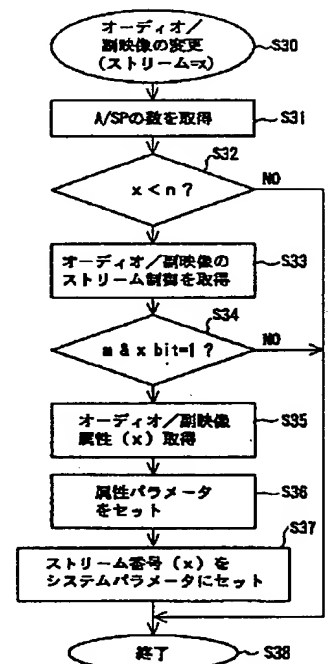 オーディオ/
副映像の変更
(ストリーム=x)
S30
A/SPの数を取得
S31
S32
x < n ?
NO
オーディオ/副映像の
ストリーム制御を取得
S33
S34
m & x bit=1 ?
NO
オーディオ/副映像
属性 (x) 取得
S35
属性パラメータ
をセット
S36
S37
ストリーム番号 (x) を
システムパラメータにセット
終了
S38